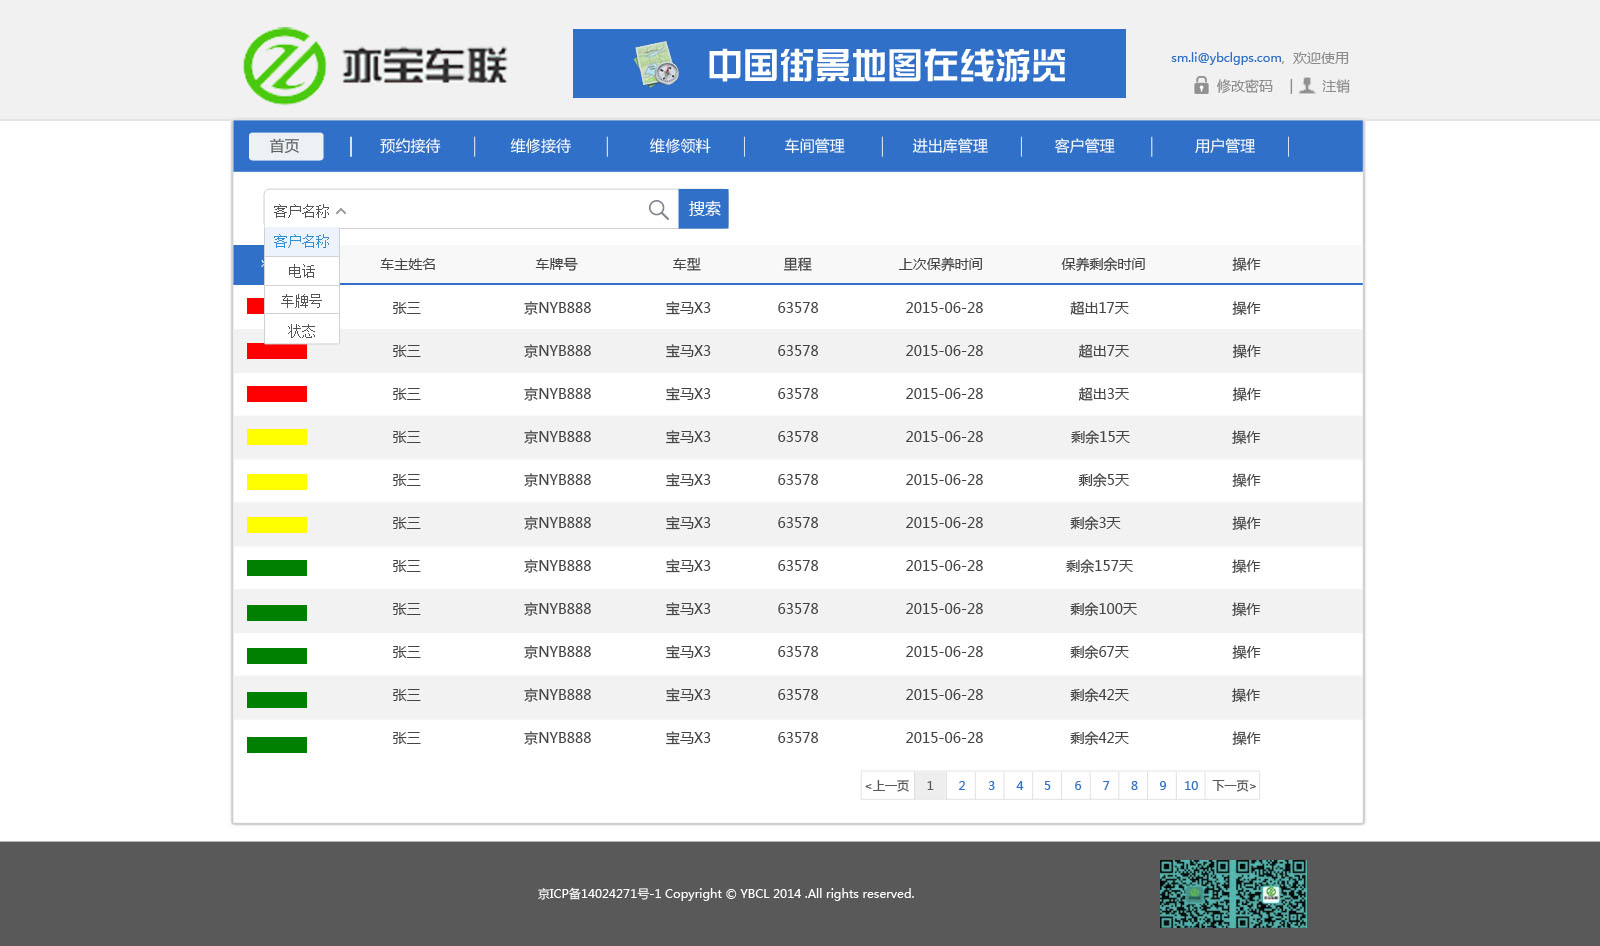 亦宝车联
中国街景地图在线游览
sm.li@ybclgps.com, 欢迎使用
修改密码 | 注销
首页 预约接待 维修接待 维修领料 车间管理 进出库管理 客户管理 用户管理
客户名称 搜索
客户名称
电话
车牌号
状态
车主姓名 车牌号 车型 里程 上次保养时间 保养剩余时间 操作
张三 京NYB888 宝马X3 63578 2015-06-28 超出17天 操作
张三 京NYB888 宝马X3 63578 2015-06-28 超出7天 操作
张三 京NYB888 宝马X3 63578 2015-06-28 超出3天 操作
张三 京NYB888 宝马X3 63578 2015-06-28 剩余15天 操作
张三 京NYB888 宝马X3 63578 2015-06-28 剩余5天 操作
张三 京NYB888 宝马X3 63578 2015-06-28 剩余3天 操作
张三 京NYB888 宝马X3 63578 2015-06-28 剩余157天 操作
张三 京NYB888 宝马X3 63578 2015-06-28 剩余100天 操作
张三 京NYB888 宝马X3 63578 2015-06-28 剩余67天 操作
张三 京NYB888 宝马X3 63578 2015-06-28 剩余42天 操作
张三 京NYB888 宝马X3 63578 2015-06-28 剩余42天 操作
<上一页 1 2 3 4 5 6 7 8 9 10 下一页>
京ICP备14024271号-1 Copyright © YBCL 2014 .All rights reserved.